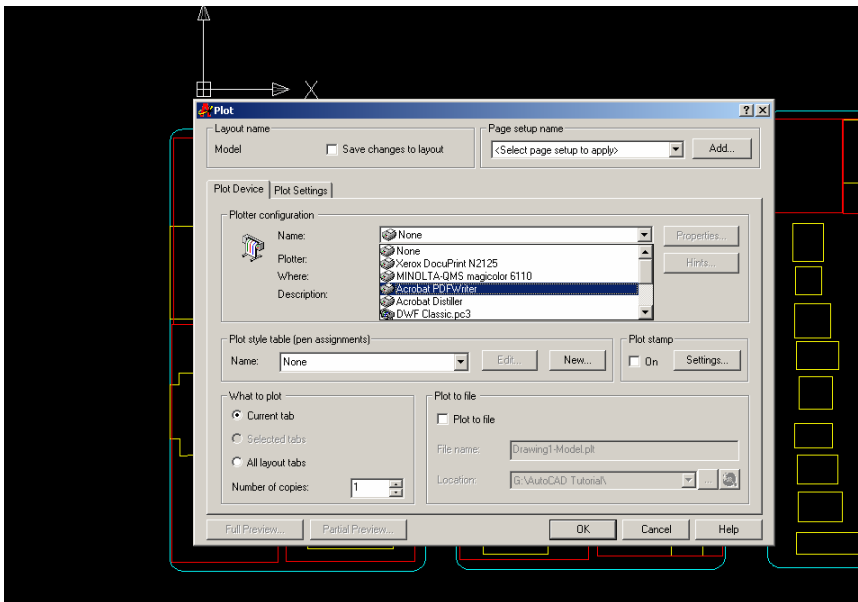 X
Plot
Layout name
Model
Save changes to layout
Page setup name
<Select page setup to apply>
Add...
Plot Device
Plot Settings
Plotter configuration
Name:
None
Properties...
Plotter:
None
Xerox DocuPrint N2125
Hints...
Where:
MINOLTA-QMS magicolor 6110
Acrobat PDFWriter
Description:
Acrobat Distiller
DWF Classic.pc3
Plot style table (pen assignments)
Name:
None
Edit...
New...
Plot stamp
On
Settings...
What to plot
Current tab
Selected tabs
All layout tabs
Number of copies:
1
Plot to file
Plot to file
File name:
Drawing1-Model.plt
Location:
G:\AutoCAD Tutorial\
...
Full Preview...
Partial Preview...
OK
Cancel
Help